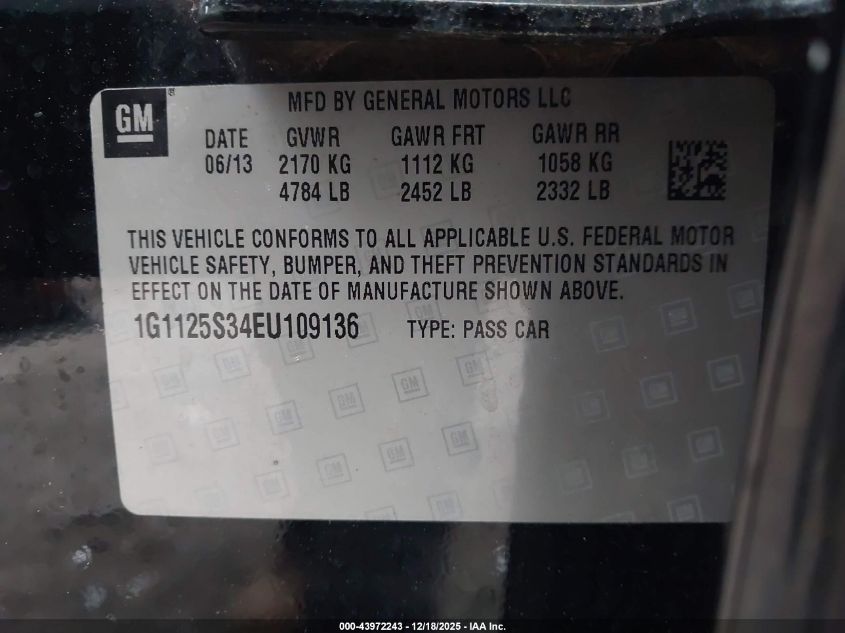 GM
MFD BY GENERAL MOTORS LLC
DATE GVWR GAWR FRT GAWR RR
06/13 2170 KG 1112 KG 1058 KG
4784 LB 2452 LB 2332 LB
THIS VEHICLE CONFORMS TO ALL APPLICABLE U.S. FEDERAL MOTOR
VEHICLE SAFETY, BUMPER, AND THEFT PREVENTION STANDARDS IN
EFFECT ON THE DATE OF MANUFACTURE SHOWN ABOVE.
1G1125S34EU109136 TYPE: PASS CAR
000-43972243 - 12/18/2025 - IAA Inc.